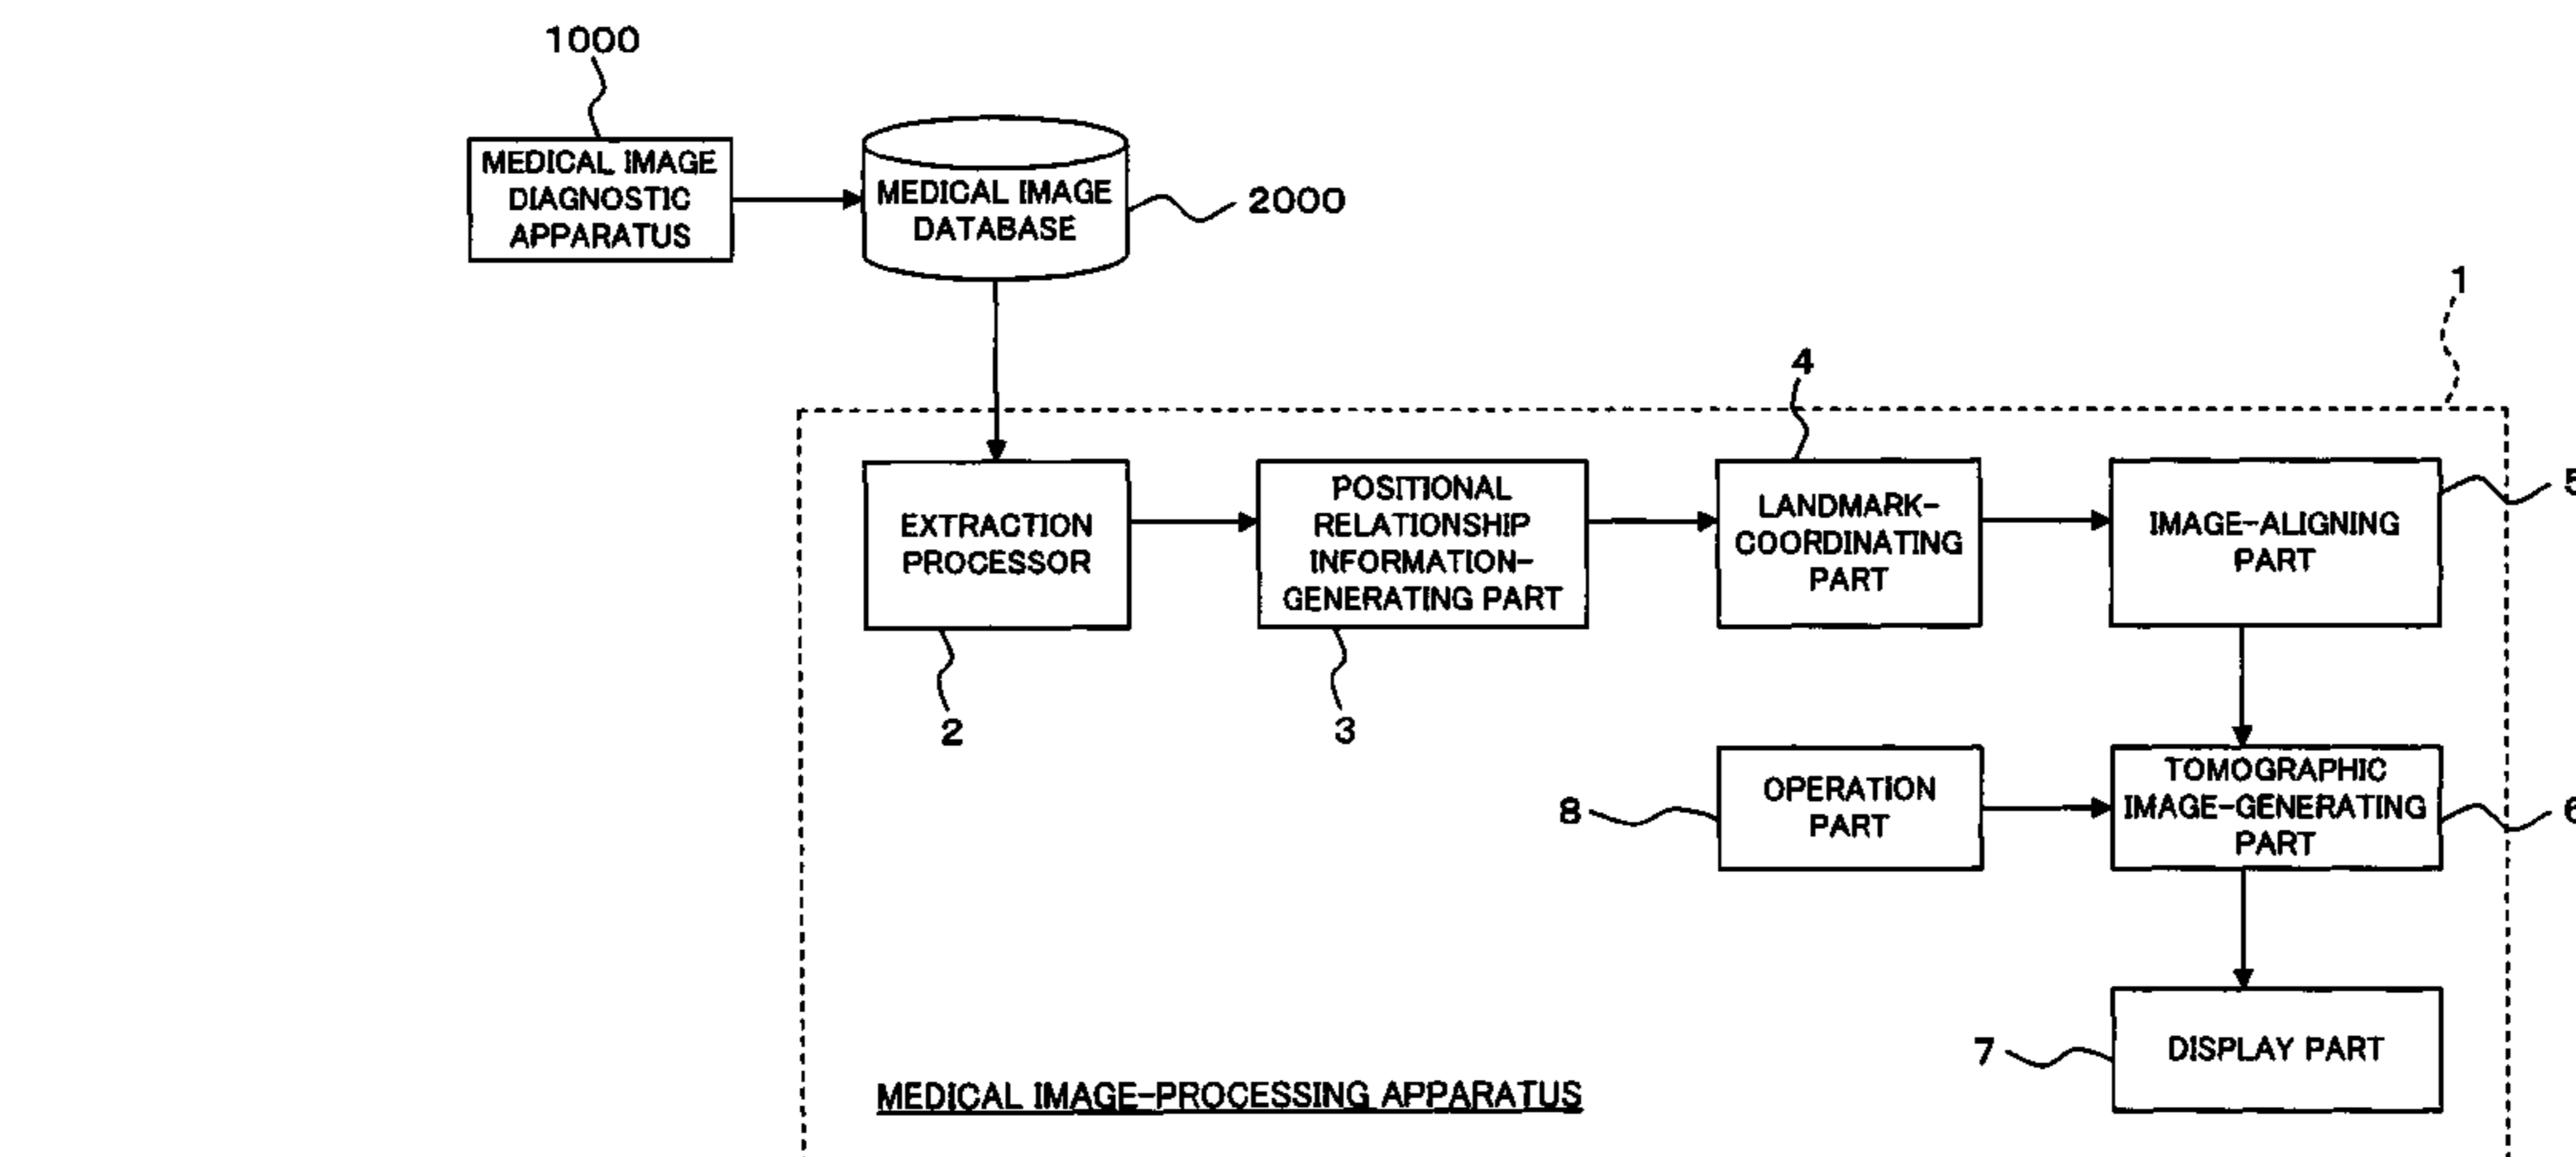 1000
MEDICAL IMAGE
DIAGNOSTIC
APPARATUS
MEDICAL IMAGE
DATABASE
2000
1
4
EXTRACTION
PROCESSOR
POSITIONAL
RELATIONSHIP
INFORMATION-
GENERATING PART
LANDMARK-
COORDINATING
PART
IMAGE-ALIGNING
PART
5
2
3
8
OPERATION
PART
TOMOGRAPHIC
IMAGE-GENERATING
PART
6
7
DISPLAY PART
MEDICAL IMAGE-PROCESSING APPARATUS